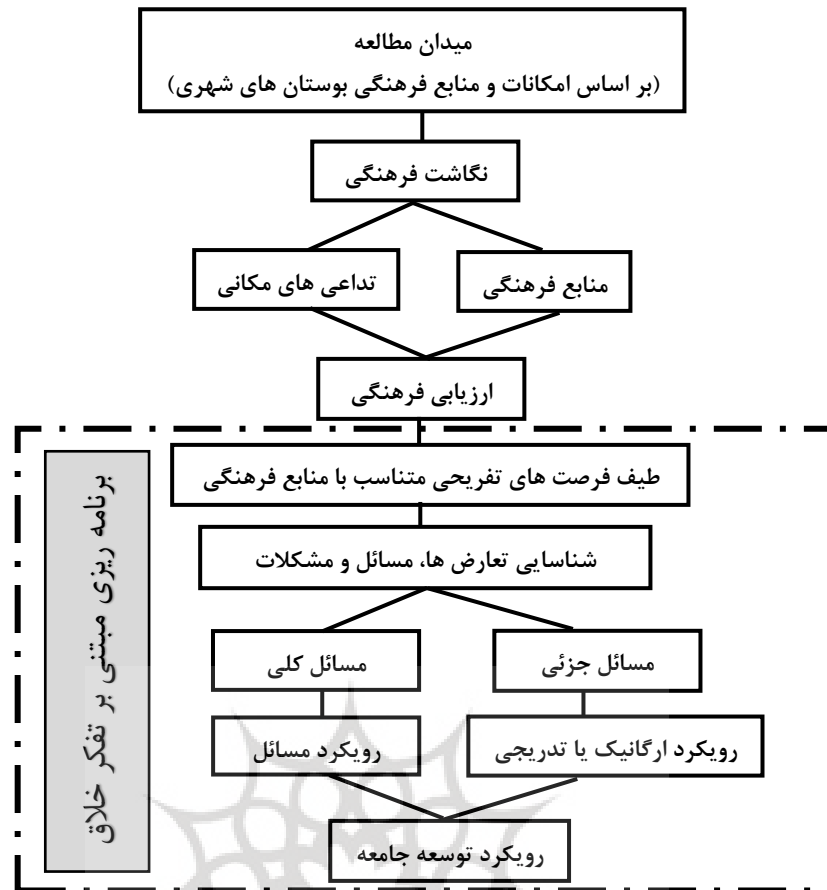 میدان مطالعه
(بر اساس امکانات و منابع فرهنگی بوستان های شهری)
نگاشت فرهنگی
منابع فرهنگی
تداعی های مکانی
ارزیابی فرهنگی
برنامه ریزی مبتنی بر تفکر خلاق
طیف فرصت های تفریحی متناسب با منابع فرهنگی
شناسایی تعارض ها، مسائل و مشکلات
مسائل جزئی
مسائل کلی
رویکرد ارگانیک یا تدریجی
رویکرد مسائل
رویکرد توسعه جامعه